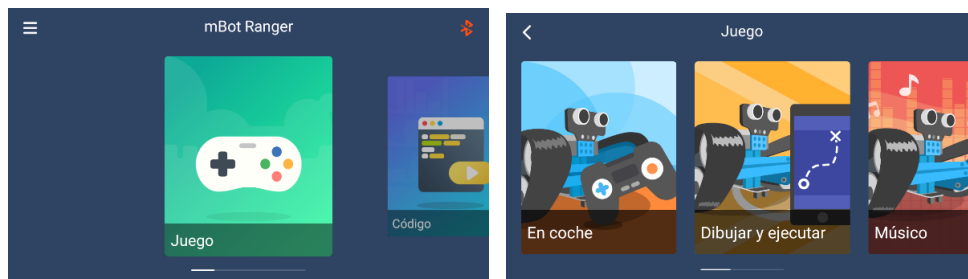 mBot Ranger
Juego
Código
Juego
En coche
Dibujar y ejecutar
Músico